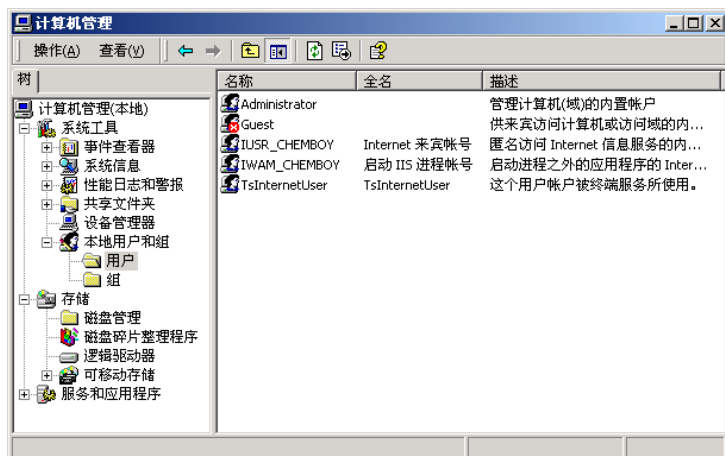 计算机管理
操作(A) 查看(V)
树
名称 全名 描述
计算机管理(本地)
系统工具
事件查看器
系统信息
性能日志和警报
共享文件夹
设备管理器
本地用户和组
用户
组
存储
磁盘管理
磁盘碎片整理程序
逻辑驱动器
可移动存储
服务和应用程序
Administrator 管理计算机(域)的内置帐户
Guest 供来宾访问计算机或访问域的内...
IUSR_CHEMBOY Internet 来宾帐号 匿名访问 Internet 信息服务的内...
IWAM_CHEMBOY 启动 IIS 进程帐号 启动进程之外的应用程序的 Inter...
TsInternetUser TsInternetUser 这个用户帐户被终端服务所使用。